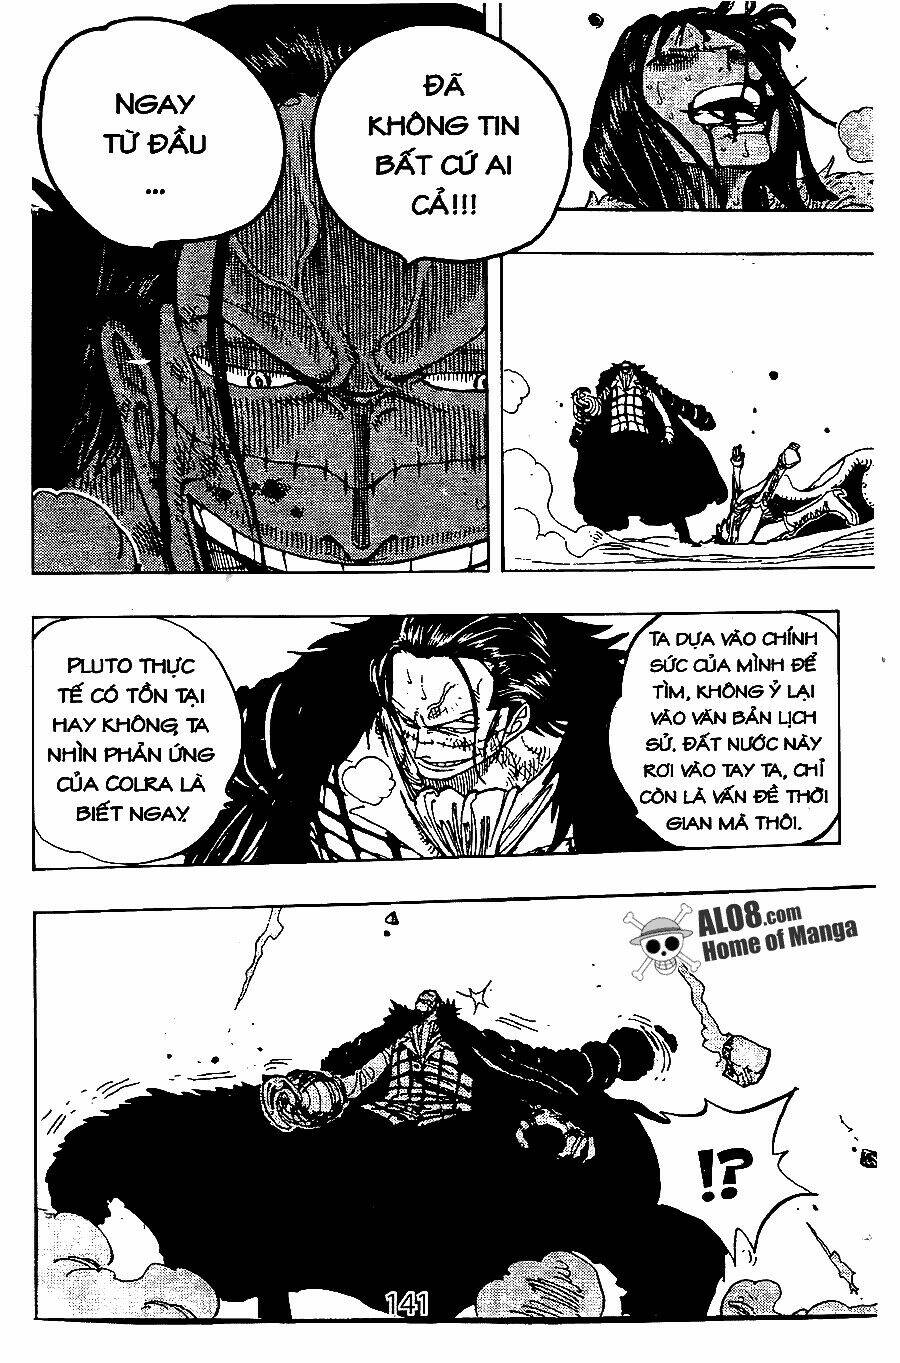 NGAY
TỪ ĐẦU
...
ĐÃ
KHÔNG TIN
BẤT CỨ AI
CẢ!!!
PLUTO THỰC
TẾ CÓ TỒN TẠI
HAY KHÔNG, TA
NHÌN PHẢN ỨNG
CỦA COLRA LÀ
BIẾT NGAY.
TA DỰA VÀO CHÍNH
SỨC CỦA MÌNH ĐỂ
TÌM, KHÔNG Ỷ LẠI
VÀO VĂN BẢN LỊCH
SỬ. ĐẤT NƯỚC NÀY
RƠI VÀO TAY TA, CHỈ
CÒN LÀ VẤN ĐỀ THỜI
GIAN MÀ THÔI.
AL08.com
Home of Manga
!?
141